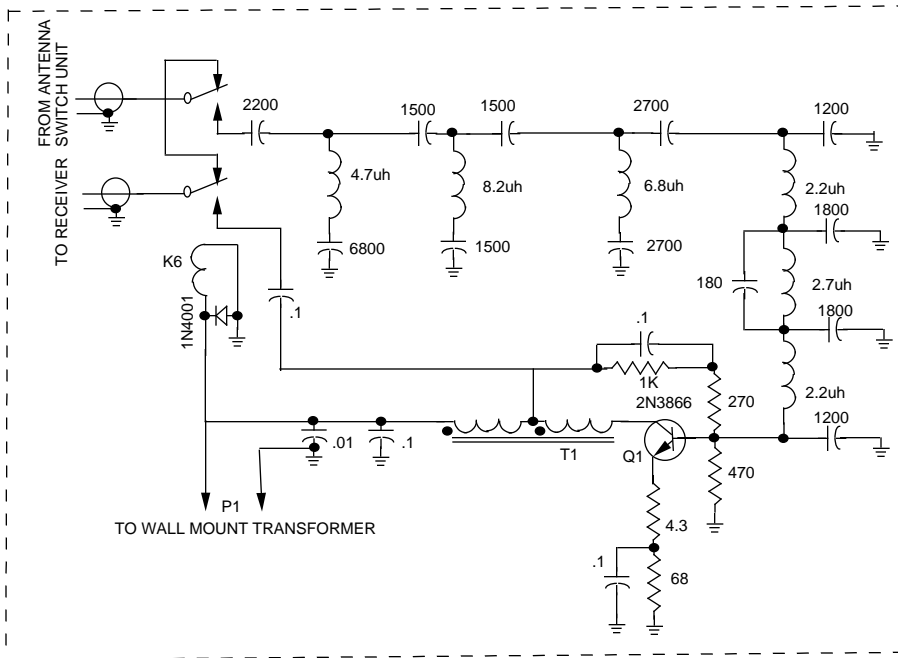 FROM ANTENNA
SWITCH UNIT
TO RECEIVER
2200
1500
1500
2700
1200
4.7uh
8.2uh
6.8uh
2.2uh
6800
1500
2700
1800
180
2.7uh
1800
K6
1N4001
.1
.1
1K
2N3866
270
2.2uh
1200
.01
.1
T1
Q1
470
P1
TO WALL MOUNT TRANSFORMER
4.3
.1
68